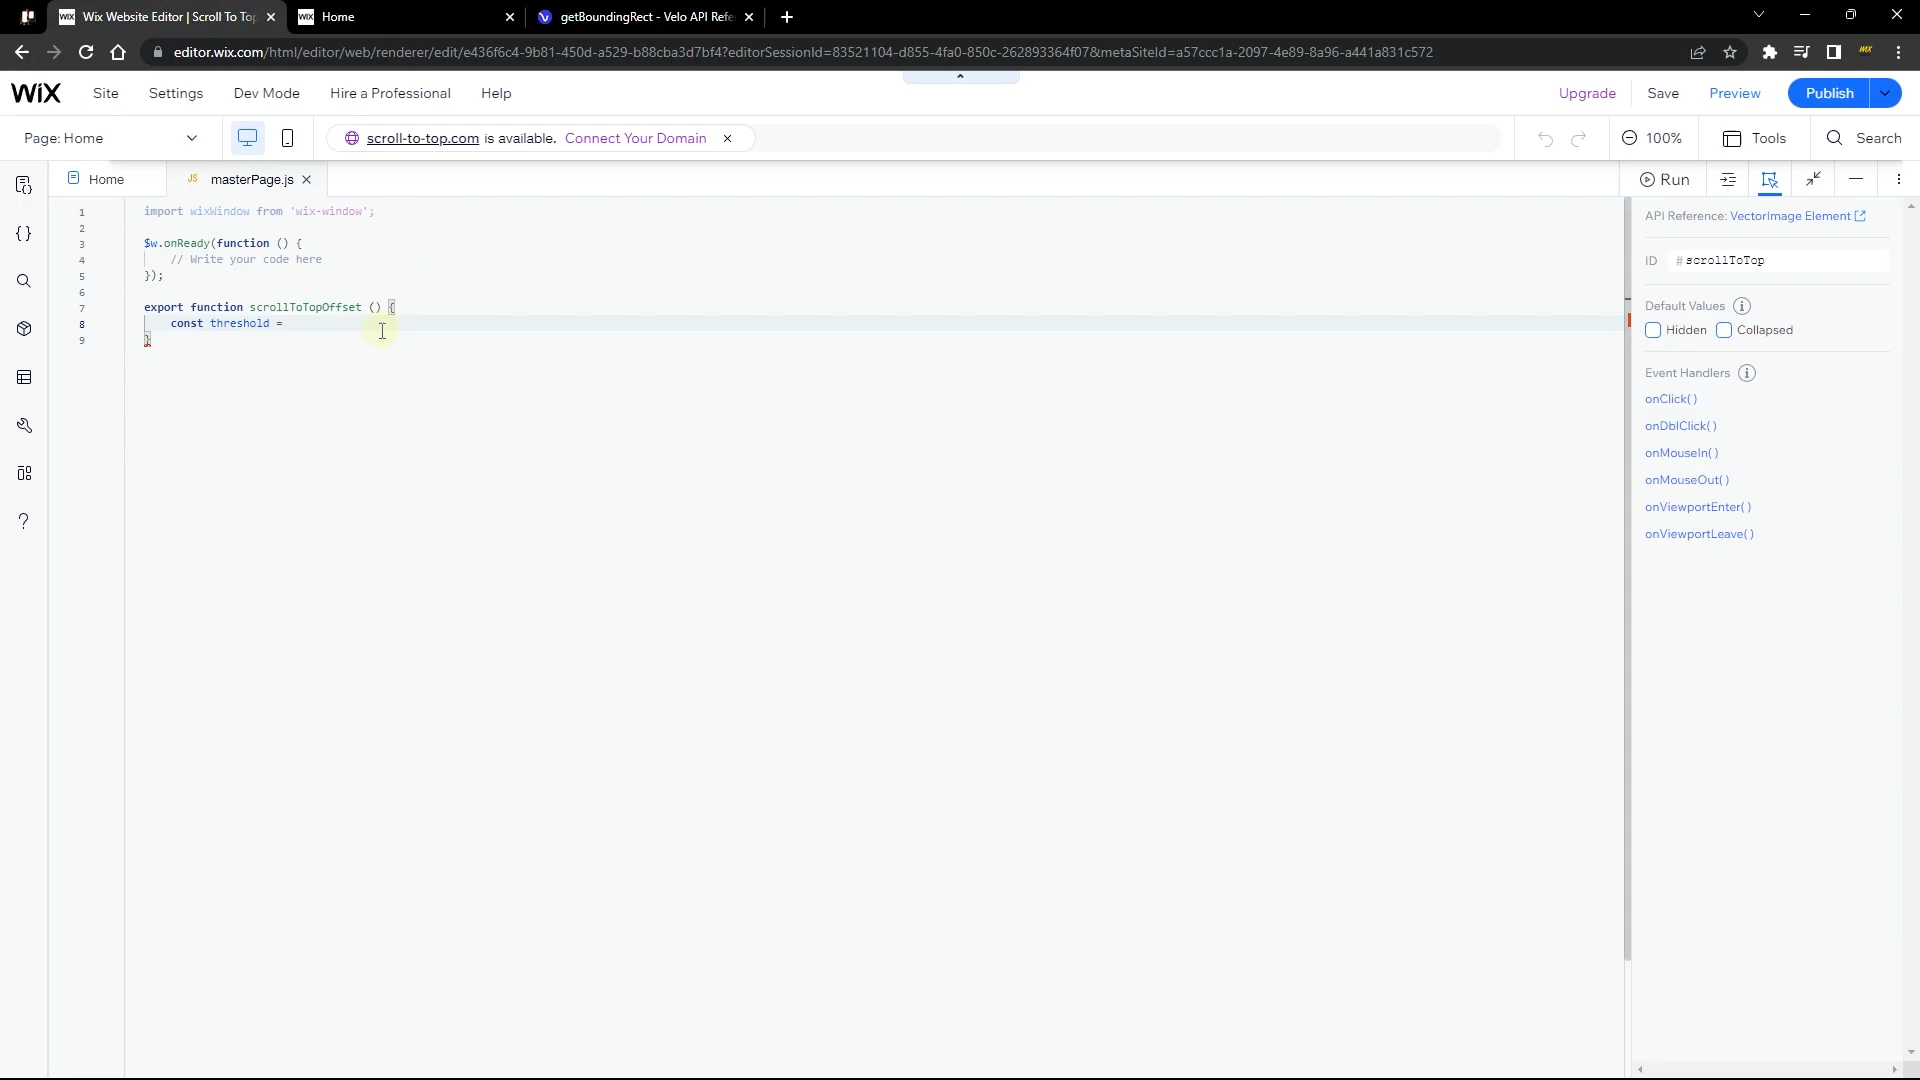 Wix Website Editor | Scroll To Top
Home
getBoundingRect - Velo API Refe
editor.wix.com/html/editor/web/renderer/edit/e436f6c4-9b81-450d-a529-b88cba3d7bf4?editorSessionId=83521104-d855-4fa0-850c-262893364f07&metaSiteId=a57ccc1a-2097-4e89-8a96-a441a831c572
WiX Site Settings Dev Mode Hire a Professional Help Upgrade Save Preview Publish
Page: Home scroll-to-top.com is available. Connect Your Domain 100% Tools Search
Home JS masterPage.js Run
1 import wixWindow from 'wix-window';
2
3 $w.onReady(function () {
4 // Write your code here
5 });
6
7 export function scrollToTopOffset () {
8 const threshold =
9 }
API Reference: VectorImage Element
ID # scrollToTop
Default Values
Hidden Collapsed
Event Handlers
onClick()
onDblClick()
onMouseIn()
onMouseOut()
onViewportEnter()
onViewportLeave()